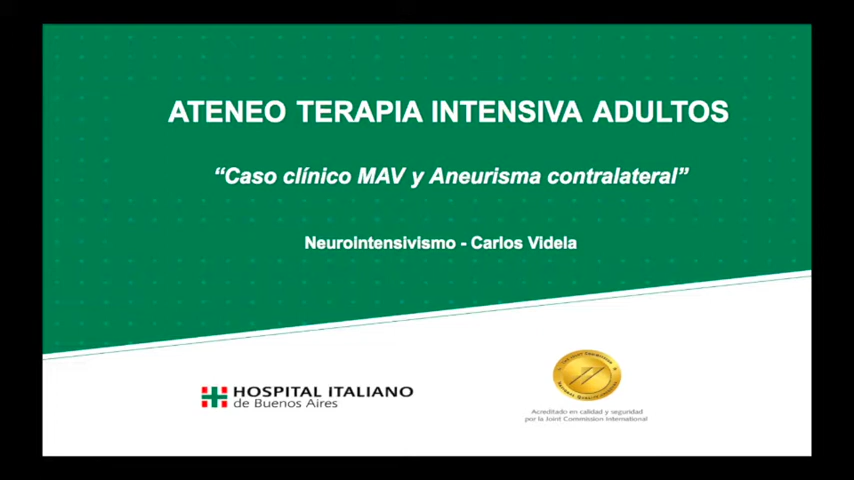 ATENEO TERAPIA INTENSIVA ADULTOS
“Caso clínico MAV y Aneurisma contralateral”
Neurointensivismo - Carlos Videla
HOSPITAL ITALIANO
de Buenos Aires
Acreditado en calidad y seguridad
por la Joint Commission International